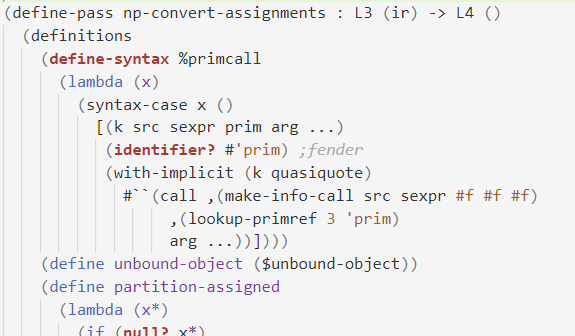 (define-pass np-convert-assignments : L3 (ir) -> L4 ()
(definitions
(define-syntax %primcall
(lambda (x)
(syntax-case x ()
[(k src sexpr prim arg ...)
(identifier? #'prim) ;fender
(with-implicit (k quasiquote)
#``(call ,(make-info-call src sexpr #f #f #f)
,(lookup-primref 3 'prim)
arg ...))])))
(define unbound-object ($unbound-object))
(define partition-assigned
(lambda (x*)
(if (null? x*)